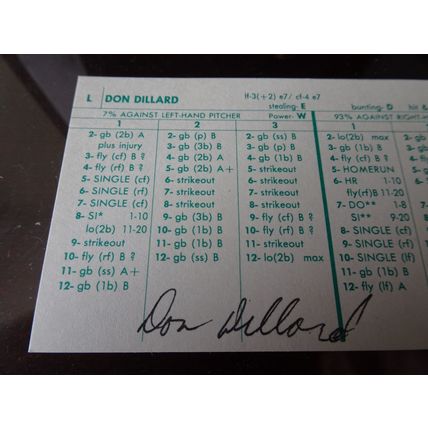 L DON DILLARD lf-3(+2) e7/ cf-4 e7
stealing- E bunting- D hit &
7% AGAINST LEFT-HAND PITCHER Power- W 93% AGAINST RIGHT-H
1 2 3 1
2- gb (2b) A
plus injury
3- fly (cf) B ?
4- fly (rf) B ?
5- SINGLE (cf)
6- SINGLE (rf)
7- SINGLE (cf)
8- SI* 1-10
lo(2b) 11-20
9- strikeout
10- fly (rf) B ?
11- gb (ss) A+
12- gb (1b) B
2- gb (p) B
3- gb (3b) B
4- gb (2b) A
5- gb (2b) A+
6- strikeout
7- strikeout
8- strikeout
9- gb (3b) B
10- gb (1b) B
11- gb (1b) B
12- gb (ss) B
2- gb (ss) B
3- gb (p) B
4- gb (1b) B
5- strikeout
6- strikeout
7- strikeout
8- strikeout
9- gb (p) B
10- fly (cf) B ?
11- strikeout
12- lo(2b) max
2- lo(2b) max
3- gb (1b) B
4- gb (ss) B
5- HOMERUN
6- HR 1-10
fly(rf)B 11-20
7- DO** 1-8
SI** 9-20
8- SINGLE (cf)
9- SINGLE (rf)
10- fly (cf) B ?
11- fly (cf) B
12- fly (lf) A
Don Dillard